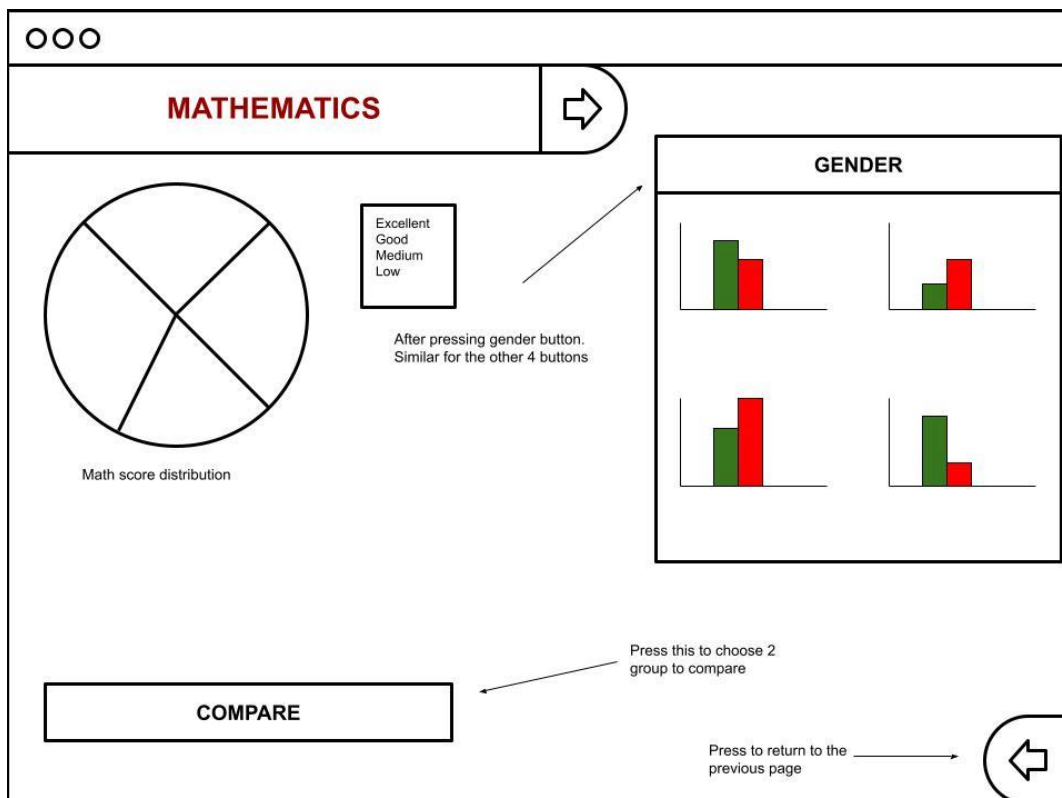 MATHEMATICS
GENDER
Excellent
Good
Medium
Low
After pressing gender button.
Similar for the other 4 buttons
Math score distribution
Press this to choose 2
group to compare
COMPARE
Press to return to the
previous page